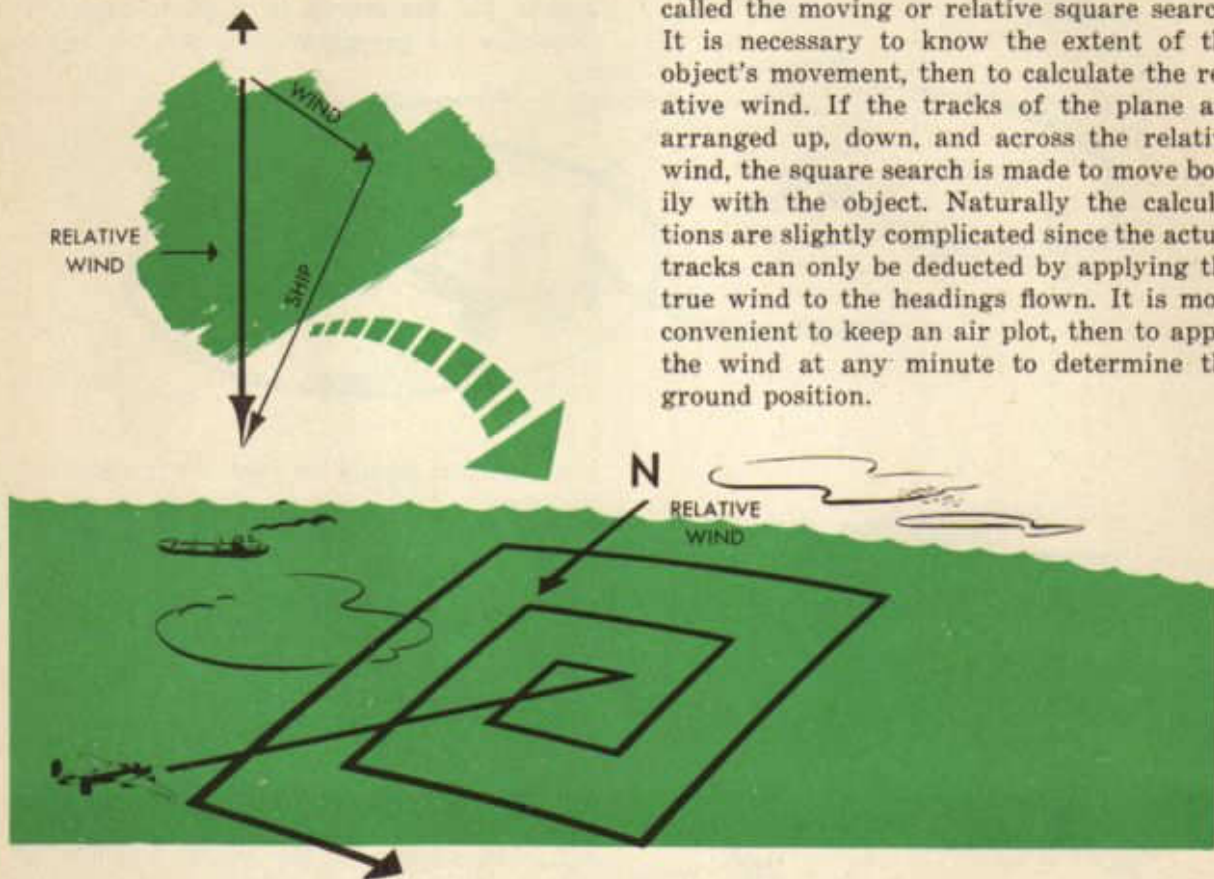 called the moving or relative square searc
It is necessary to know the extent of th
object's movement, then to calculate the re
ative wind. If the tracks of the plane a
arranged up, down, and across the relativ
wind, the square search is made to move bo
ily with the object. Naturally the calcul
tions are slightly complicated since the actu
tracks can only be deducted by applying th
true wind to the headings flown. It is mo
convenient to keep an air plot, then to app
the wind at any minute to determine th
ground position.
WIND
RELATIVE
WIND
SHIP
N
RELATIVE
WIND